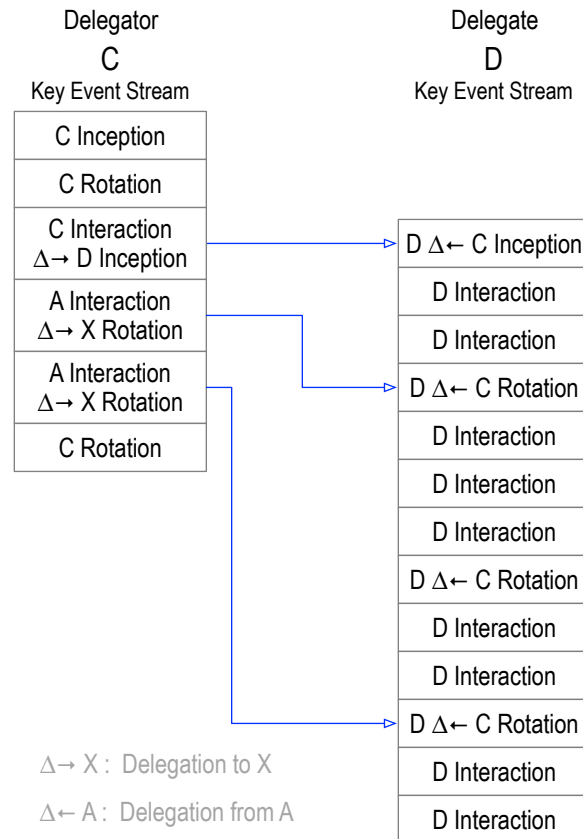 Delegator
C
Key Event Stream
C Inception
C Rotation
C Interaction
Δ→ D Inception
A Interaction
Δ→ X Rotation
A Interaction
Δ→ X Rotation
C Rotation
Delegate
D
Key Event Stream
D Δ← C Inception
D Interaction
D Interaction
D Δ← C Rotation
D Interaction
D Interaction
D Interaction
D Δ← C Rotation
D Interaction
D Interaction
D Δ← C Rotation
D Interaction
D Interaction
Δ→ X : Delegation to X
Δ← A : Delegation from A